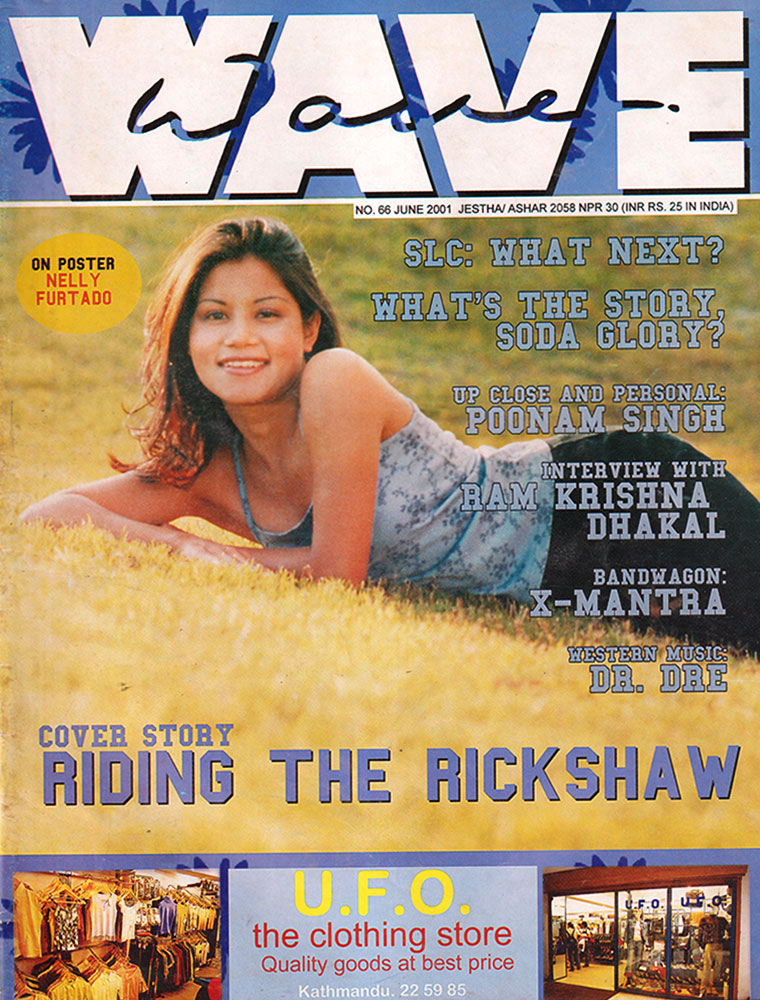 WAVE
Wave
NO. 66 JUNE 2001 JESTHA/ ASHAR 2058 NPR 30 (INR RS. 25 IN INDIA)
ON POSTER
NELLY
FURTADO
SLC: WHAT NEXT?
WHAT'S THE STORY,
SODA GLORY?
UP CLOSE AND PERSONAL:
POONAM SINGH
INTERVIEW WITH
RAM KRISHNA
DHAKAL
BANDWAGON:
X-MANTRA
WESTERN MUSIC:
DR. DRE
COVER STORY
RIDING THE RICKSHAW
U.F.O.
the clothing store
Quality goods at best price
Kathmandu. 22 59 85
U.F.O. U.F.O.